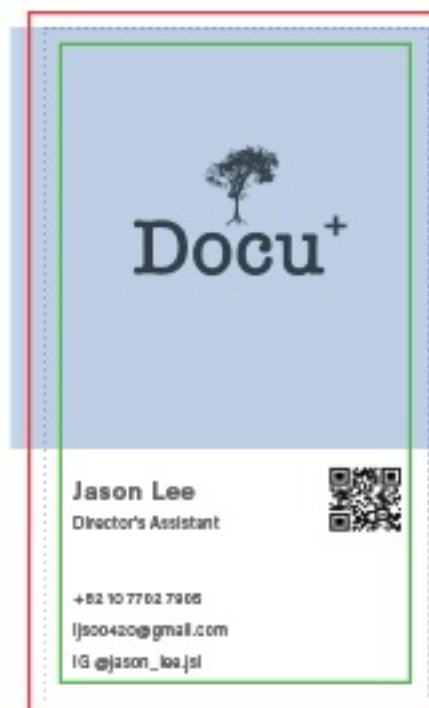 Docu+
Jason Lee
Director's Assistant
+82 10 7702 7905
ljs00420@gmail.com
IG @jason_lee.jsl